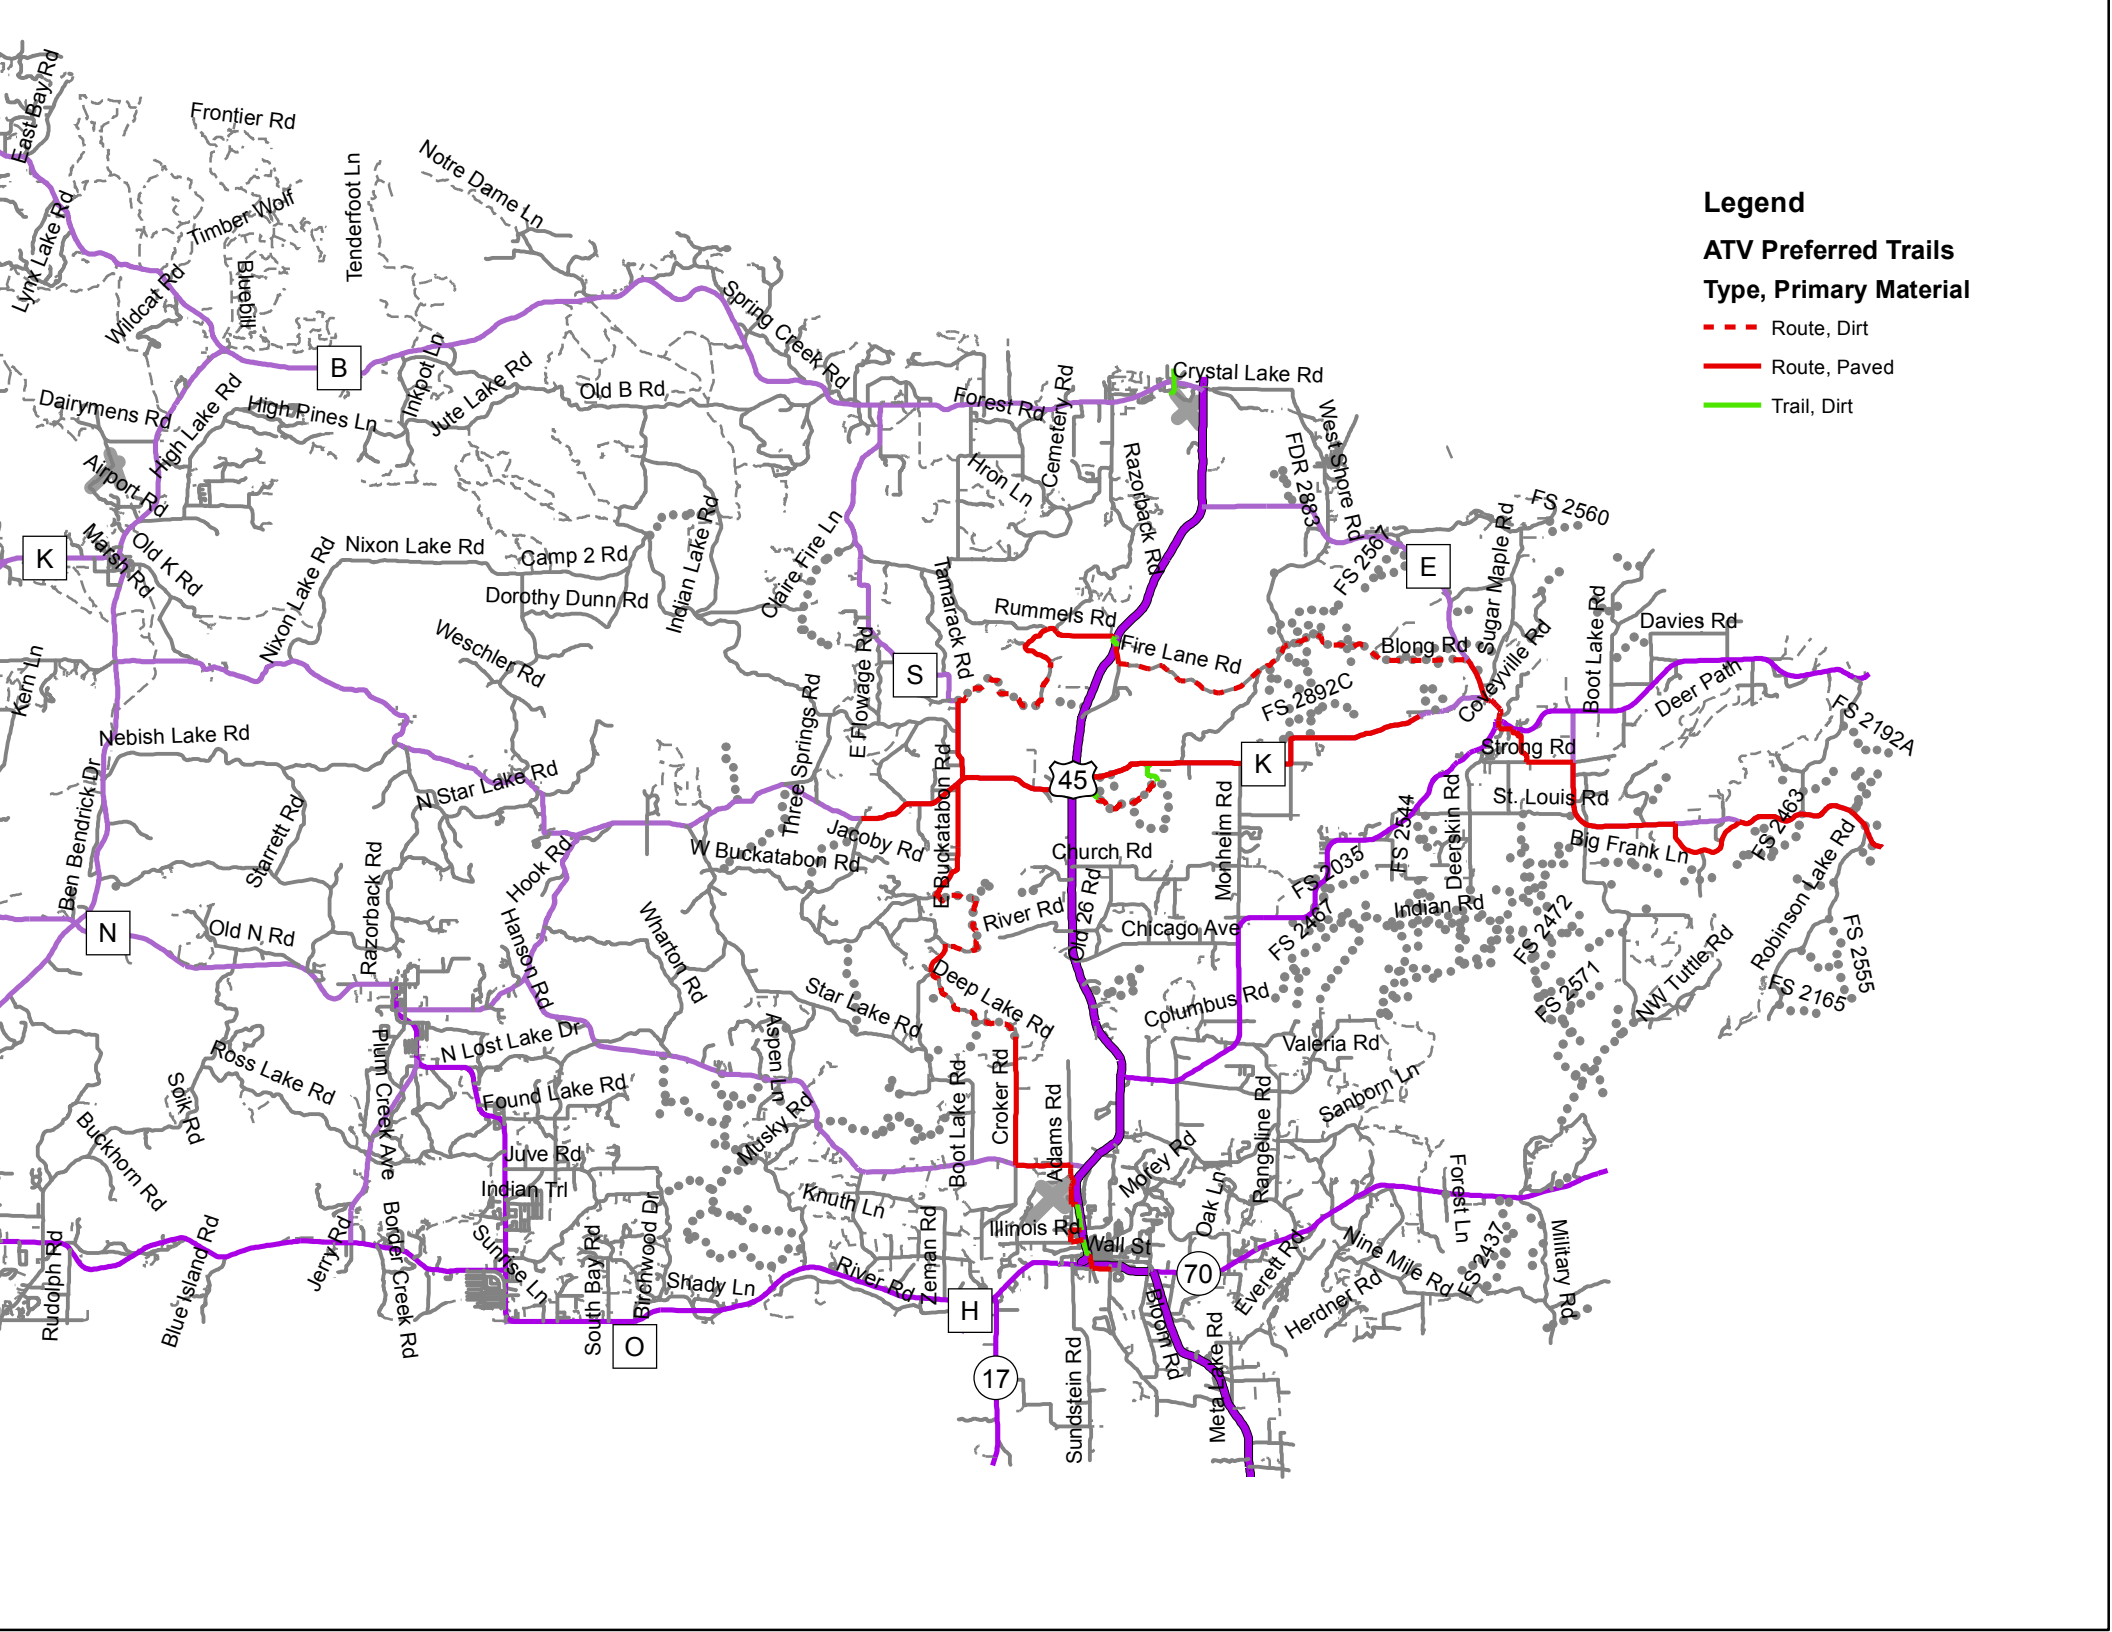 East Bay Rd
Frontier Rd
Notre Dame Ln
Tenderfoot Ln
Timber Wolf
Lynx Lake Rd
Wildcat Rd
Bluebill
Legend
ATV Preferred Trails
Type, Primary Material
Route, Dirt
Route, Paved
Trail, Dirt
Spring Creek Rd
B
Inkpot Ln
Jute Lake Rd
Old B Rd
Crystal Lake Rd
Dairymens Rd
High Lake Rd
High Pines Ln
Forest Rd
Cemetery Rd
West Shore Rd
FDR 2883
Razorback Rd
Airport Rd
Hron Ln
FS 2560
K
Marsh Rd
Old K Rd
Nixon Lake Rd
Camp 2 Rd
Indian Lake Rd
Claire Fire Ln
Nixon Lake Rd
Dorothy Dunn Rd
Tamarack Rd
Rummels Rd
FS 2567
E
Sugar Maple Rd
Boot Lake Rd
Davies Rd
Weschler Rd
Kern Ln
E Flowage Rd
S
Fire Lane Rd
Blong Rd
Coveyville Rd
FS 2892C
Deer Path
FS 2192A
Nebish Lake Rd
Three Springs Rd
E Buckatabon Rd
45
K
Strong Rd
N Star Lake Rd
Ben Bendrick Dr
Starrett Rd
Jacoby Rd
W Buckatabon Rd
Church Rd
Monheim Rd
FS 2544
Deerskin Rd
St. Louis Rd
Big Frank Ln
FS 2463
Robinson Lake Rd
Hook Rd
Razorback Rd
FS 2035
Indian Rd
FS 2467
FS 2472
N
Old N Rd
Hanson Rd
Wharton Rd
River Rd
Old 26 Rd
Chicago Ave
Deep Lake Rd
Star Lake Rd
Columbus Rd
FS 2571
NW Tuttle Rd
FS 2165
FS 2555
Plum Creek Ave
N Lost Lake Dr
Aspen Ln
Valeria Rd
Ross Lake Rd
Soik Rd
Found Lake Rd
Musky Rd
Boot Lake Rd
Croker Rd
Adams Rd
Rangeline Rd
Sanborn Ln
Buckhorn Rd
Juve Rd
Indian Trl
Knuth Ln
Morey Rd
Oak Ln
Forest Ln
Rudolph Rd
Blue Island Rd
Jerry Rd
Border Creek Rd
Sunrise Ln
South Bay Rd
Birchwood Dr
Shady Ln
River Rd
Zeman Rd
Illinois Rd
Wall St
70
Everett Rd
Nine Mile Rd
FS 2437
Military Rd
Herdner Rd
H
O
17
Bloom Rd
Sundstein Rd
Meta Lake Rd